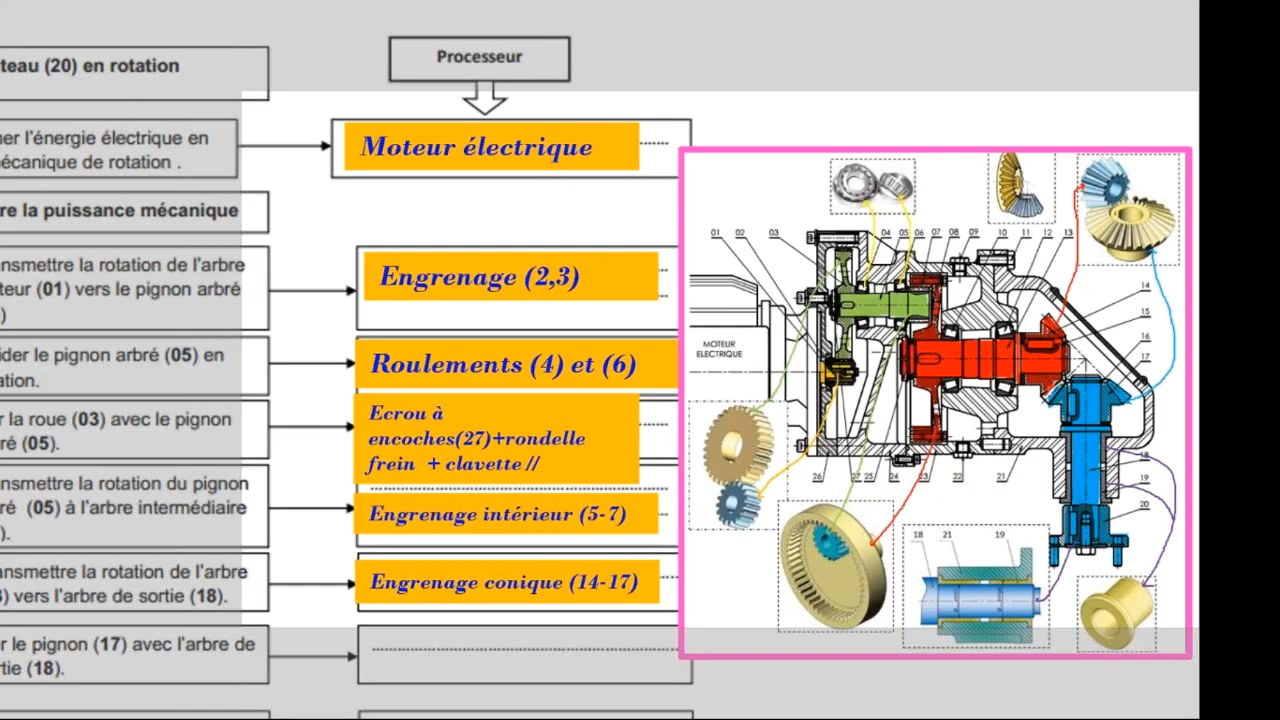 teau (20) en rotation
Processeur
er l'énergie électrique en
écanique de rotation .
Moteur électrique
re la puissance mécanique
nsmettre la rotation de l'arbre
teur (01) vers le pignon arbré
)
Engrenage (2,3)
ider le pignon arbré (05) en
ation.
Roulements (4) et (6)
r la roue (03) avec le pignon
ré (05).
Ecrou à
encoches(27)+rondelle
frein + clavette //
nsmettre la rotation du pignon
ré (05) à l'arbre intermédiaire
).
Engrenage intérieur (5-7)
ansmettre la rotation de l'arbre
) vers l'arbre de sortie (18).
Engrenage conique (14-17)
r le pignon (17) avec l'arbre de
rtie (18).
01 02 03 04 05 06 07 08 09 10 11 12 13
14
15
16
17
18
19
20
MOTEUR
ELECTRIQUE
26 27 25 24 23 22 21
18 21 19